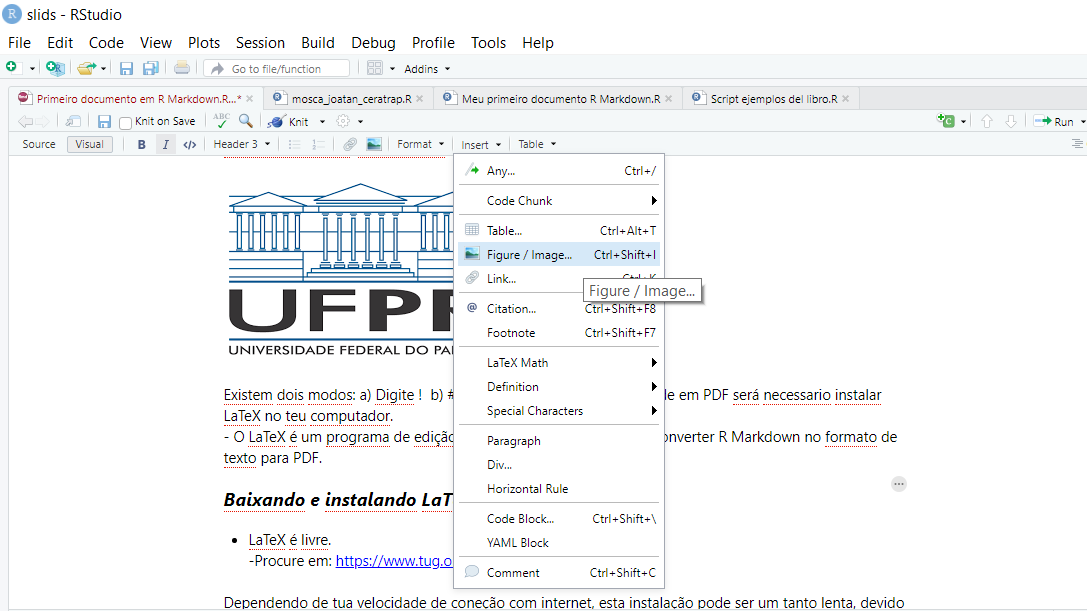 slids - RStudio
File Edit Code View Plots Session Build Debug Profile Tools Help
Go to file/function Addins
Primeiro documento em R Markdown.R...* mosca_joatan_ceratrap.R Meu primeiro documento R Markdown.R Script ejemplos del libro.R
Knit on Save ABC Knit Run
Source Visual B I </> Header 3 Format Insert Table
Any... Ctrl+/
Code Chunk
Table... Ctrl+Alt+T
Figure / Image... Ctrl+Shift+I
Link... Ctrl+K
Figure / Image...
Citation... Ctrl+Shift+F8
Footnote Ctrl+Shift+F7
LaTeX Math
Definition
Special Characters
Paragraph
Div...
Horizontal Rule
Code Block... Ctrl+Shift+\
YAML Block
Comment Ctrl+Shift+C
UFP
UNIVERSIDADE FEDERAL DO PA
Existem dois modos: a) Digite ! b) # e em PDF será necessario instalar
LaTeX no teu computador.
- O LaTeX é um programa de ediçã onverter R Markdown no formato de
texto para PDF.
Baixando e instalando LaT
LaTeX é livre.
-Procure em: https://www.tug.o
Dependendo de tua velocidade de coneção com internet, esta instalação pode ser um tanto lenta, devido